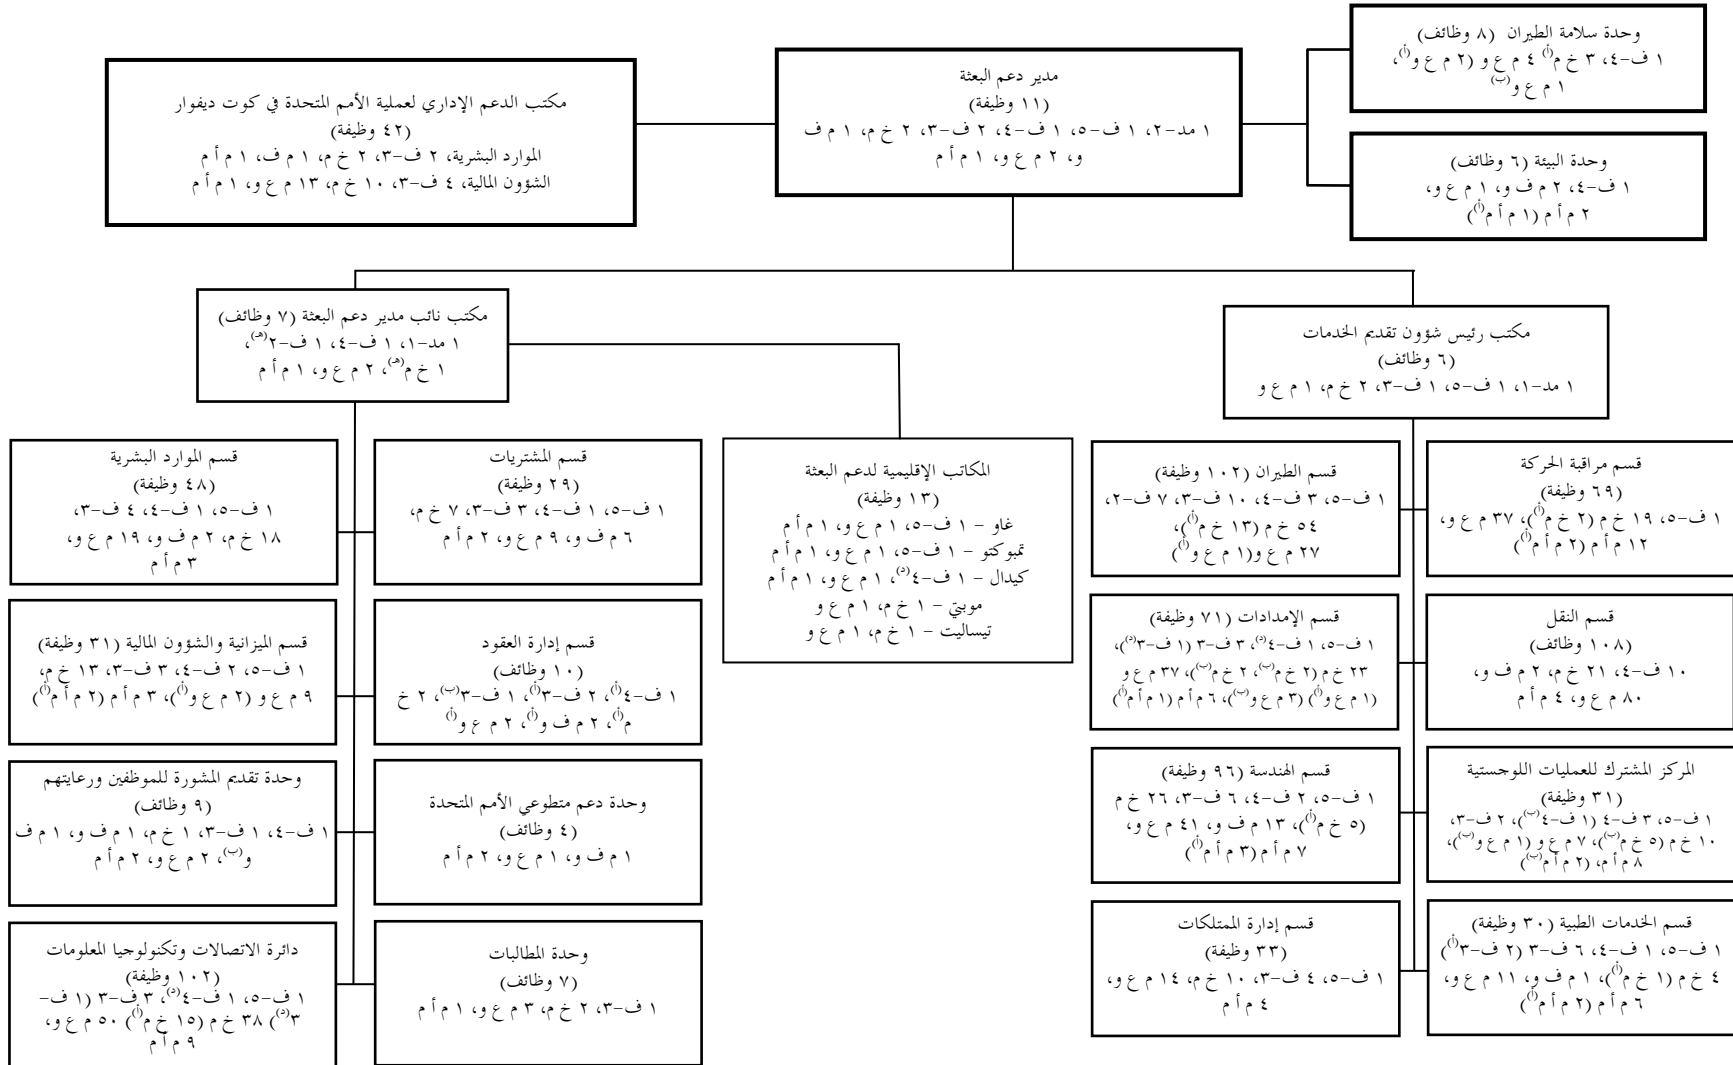 وحدة سلامة الطيران (٨ وظائف)
١ ف-٤، ٣ خ م(أ) ٤ م ع و (٢ م ع و(أ)،
١ م ع و(ب)
مدير دعم البعثة
(١١ وظيفة)
١ مد-٢، ١ ف-٥، ١ ف-٤، ٢ ف-٣، ٢ خ م، ١ م ف
و، ٢ م ع و، ١ م أ م
مكتب الدعم الإداري لعملية الأمم المتحدة في كوت ديفوار
(٤٢ وظيفة)
الموارد البشرية، ٢ ف-٣، ٢ خ م، ١ م ف، ١ م أ م
الشؤون المالية، ٤ ف-٣، ١٠ خ م، ١٣ م ع و، ١ م أ م
وحدة البيئة (٦ وظائف)
١ ف-٤، ٢ م ف و، ١ م ع و،
٢ م أ م (١ م أ م(أ))
مكتب رئيس شؤون تقديم الخدمات
(٦ وظائف)
١ مد-١، ١ ف-٥، ١ ف-٣، ٢ خ م، ١ م ع و
مكتب نائب مدير دعم البعثة (٧ وظائف)
١ مد-١، ١ ف-٤، ١ ف-٢(هـ)،
١ خ م(هـ)، ٢ م ع و، ١ م أ م
قسم مراقبة الحركة
(٦٩ وظيفة)
١ ف-٥، ١٩ خ م (٢ خ م(أ))، ٣٧ م ع و،
١٢ م أ م (٢ م أ م(أ))
قسم الطيران (١٠٢ وظيفة)
١ ف-٥، ٣ ف-٤، ١٠ ف-٣، ٧ ف-٢،
٥٤ خ م (١٣ خ م(أ))،
٢٧ م ع و(١ م ع و(أ))
المكاتب الإقليمية لدعم البعثة
(١٣ وظيفة)
غاو - ١ ف-٥، ١ م ع و، ١ م أ م
تمبوكتو - ١ ف-٥، ١ م ع و، ١ م أ م
كيدال - ١ ف-٤(د)، ١ م ع و، ١ م أ م
موبتي - ١ خ م، ١ م ع و
تيساليت - ١ خ م، ١ م ع و
قسم المشتريات
(٢٩ وظيفة)
١ ف-٥، ١ ف-٤، ٣ ف-٣، ٧ خ م،
٦ م ف و، ٩ م ع و، ٢ م أ م
قسم الموارد البشرية
(٤٨ وظيفة)
١ ف-٥، ١ ف-٤، ٤ ف-٣،
١٨ خ م، ٢ م ف و، ١٩ م ع و،
٣ م أ م
قسم النقل
(١٠٨ وظائف)
١٠ ف-٤، ٢١ خ م، ٢ م ف و،
٨٠ م ع و، ٤ م أ م
قسم الإمدادات (٧١ وظيفة)
١ ف-٥، ١ ف-٤(د)، ٣ ف-٣ (١ ف-٣(د))،
٢٣ خ م (٢ خ م(ب)، ٢ خ م(ب))، ٣٧ م ع و
(١ م ع و(أ)) (٣ م ع و(ب))، ٦ م أ م (١ م أ م(أ))
قسم إدارة العقود
(١٠ وظائف)
١ ف-٤(أ)، ٢ ف-٣(أ)، ١ ف-٣(ب)، ٢ خ
م(أ)، ٢ م ف و(أ)، ٢ م ع و(أ)
قسم الميزانية والشؤون المالية (٣١ وظيفة)
١ ف-٥، ٢ ف-٤، ٣ ف-٣، ١٣ خ م،
٩ م ع و (٢ م ع و(أ))، ٣ م أ م (٢ م أ م(أ))
المركز المشترك للعمليات اللوجستية
(٣١ وظيفة)
١ ف-٥، ٣ ف-٤ (١ ف-٤(ب))، ٢ ف-٣،
١٠ خ م (٥ خ م(ب))، ٧ م ع و (١ م ع و(ب))،
٨ م أ م، (٢ م أ م(ب))
قسم الهندسة (٩٦ وظيفة)
١ ف-٥، ٢ ف-٤، ٦ ف-٣، ٢٦ خ م
(٥ خ م(أ))، ١٣ م ف و، ٤١ م ع و،
٧ م أ م (٣ م أ م(أ))
وحدة دعم متطوعي الأمم المتحدة
(٤ وظائف)
١ م ف و، ١ م ع و، ٢ م أ م
وحدة تقديم المشورة للموظفين ورعايتهم
(٩ وظائف)
١ ف-٤، ١ ف-٣، ١ خ م، ١ م ف و، ١ م ف
و(ب)، ٢ م ع و، ٢ م أ م
قسم الخدمات الطبية (٣٠ وظيفة)
١ ف-٥، ١ ف-٤، ٦ ف-٣ (٢ ف-٣(أ))
٤ خ م (١ خ م(أ))، ١ م ف و، ١١ م ع و،
٦ م أ م (٢ م أ م(أ))
قسم إدارة الممتلكات
(٣٣ وظيفة)
١ ف-٥، ٤ ف-٣، ١٠ خ م، ١٤ م ع و،
٤ م أ م
وحدة المطالبات
(٧ وظائف)
١ ف-٣، ٢ خ م، ٣ م ع و، ١ م أ م
دائرة الاتصالات وتكنولوجيا المعلومات
(١٠٢ وظيفة)
١ ف-٥، ١ ف-٤(د)، ٣ ف-٣ (١ ف-
٣(د)) ٣٨ خ م (١٥ خ م(أ)) ٥٠ م ع و،
٩ م أ م